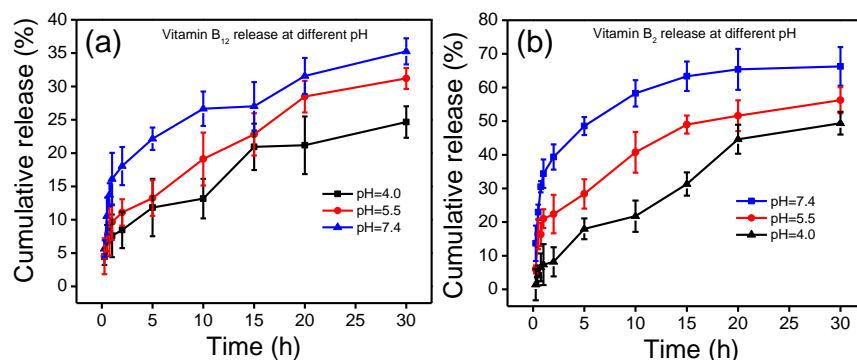 (a)
Vitamin B12 release at different pH
Cumulative release (%)
40
35
30
25
20
15
10
5
0
pH=4.0
pH=5.5
pH=7.4
0
5
10
15
20
25
30
Time (h)
(b)
Vitamin B2 release at different pH
Cumulative release (%)
80
70
60
50
40
30
20
10
0
pH=7.4
pH=5.5
pH=4.0
0
5
10
15
20
25
30
Time (h)